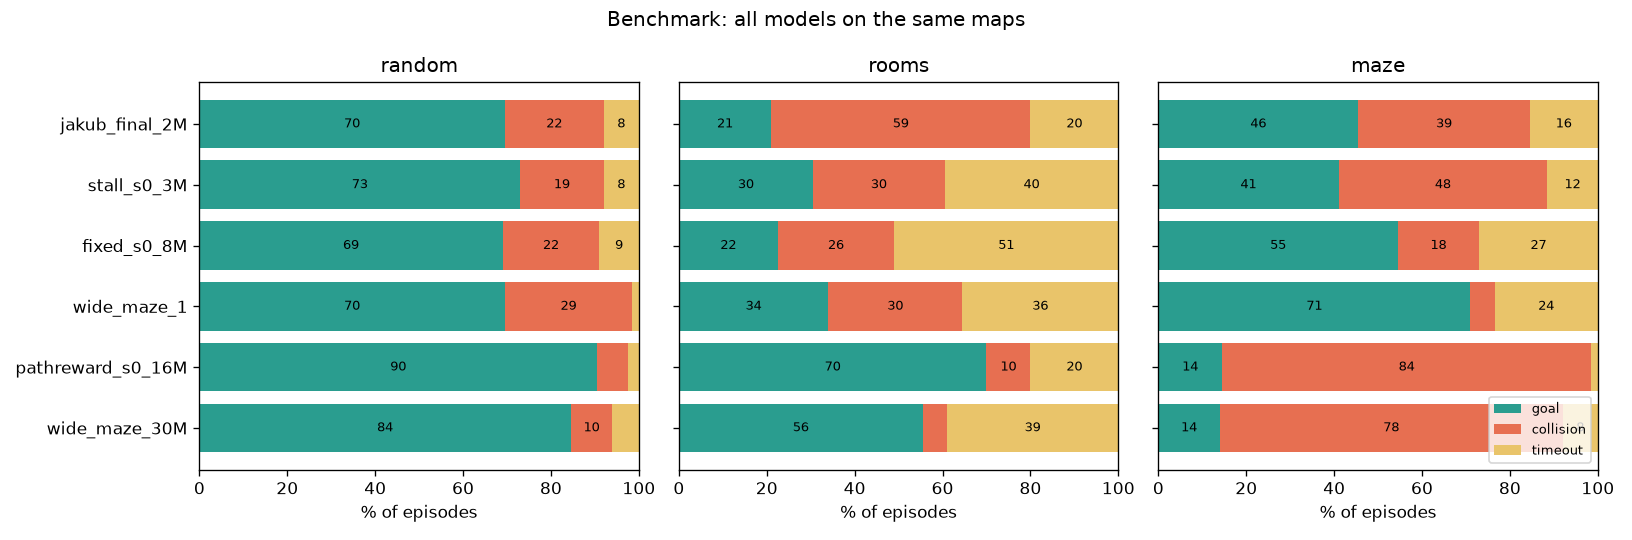 Benchmark: all models on the same maps
random
rooms
maze
jakub_final_2M
70 22 8
21 59 20
46 39 16
stall_s0_3M
73 19 8
30 30 40
41 48 12
fixed_s0_8M
69 22 9
22 26 51
55 18 27
wide_maze_1
70 29
34 30 36
71 24
pathreward_s0_16M
90
70 10 20
14 84
wide_maze_30M
84 10
56 39
14 78
goal
collision
timeout
0 20 40 60 80 100
0 20 40 60 80 100
0 20 40 60 80 100
% of episodes
% of episodes
% of episodes